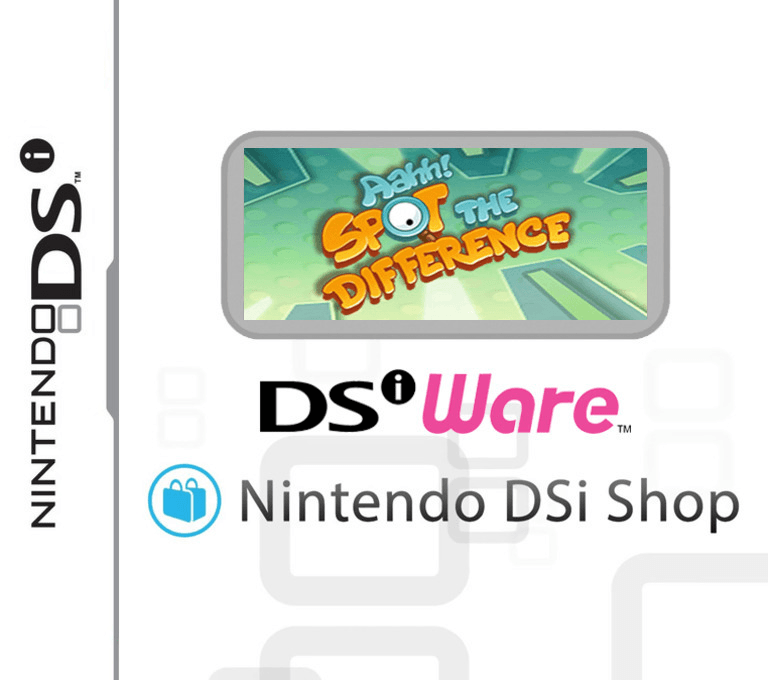 NINTENDO DSi™
Aahh!
SPOT THE
DIFFERENCE
DSi Ware™
Nintendo DSi Shop